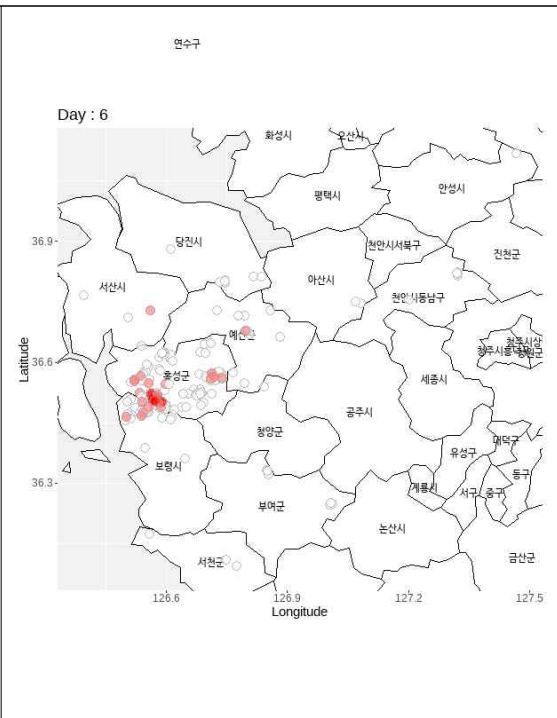 연수구
Day : 6
화성시
오산시
평택시
안성시
36.9
당진시
천안시서북구
진천군
서산시
아산시
천안시동남구
예산군
36.6
홍성군
세종시
공주시
청양군
대덕구
유성구
보령시
동구
계룡시
서구
중구
36.3
부여군
논산시
서천군
금산군
126.6
126.9
127.2
127.5
Longitude
Latitude